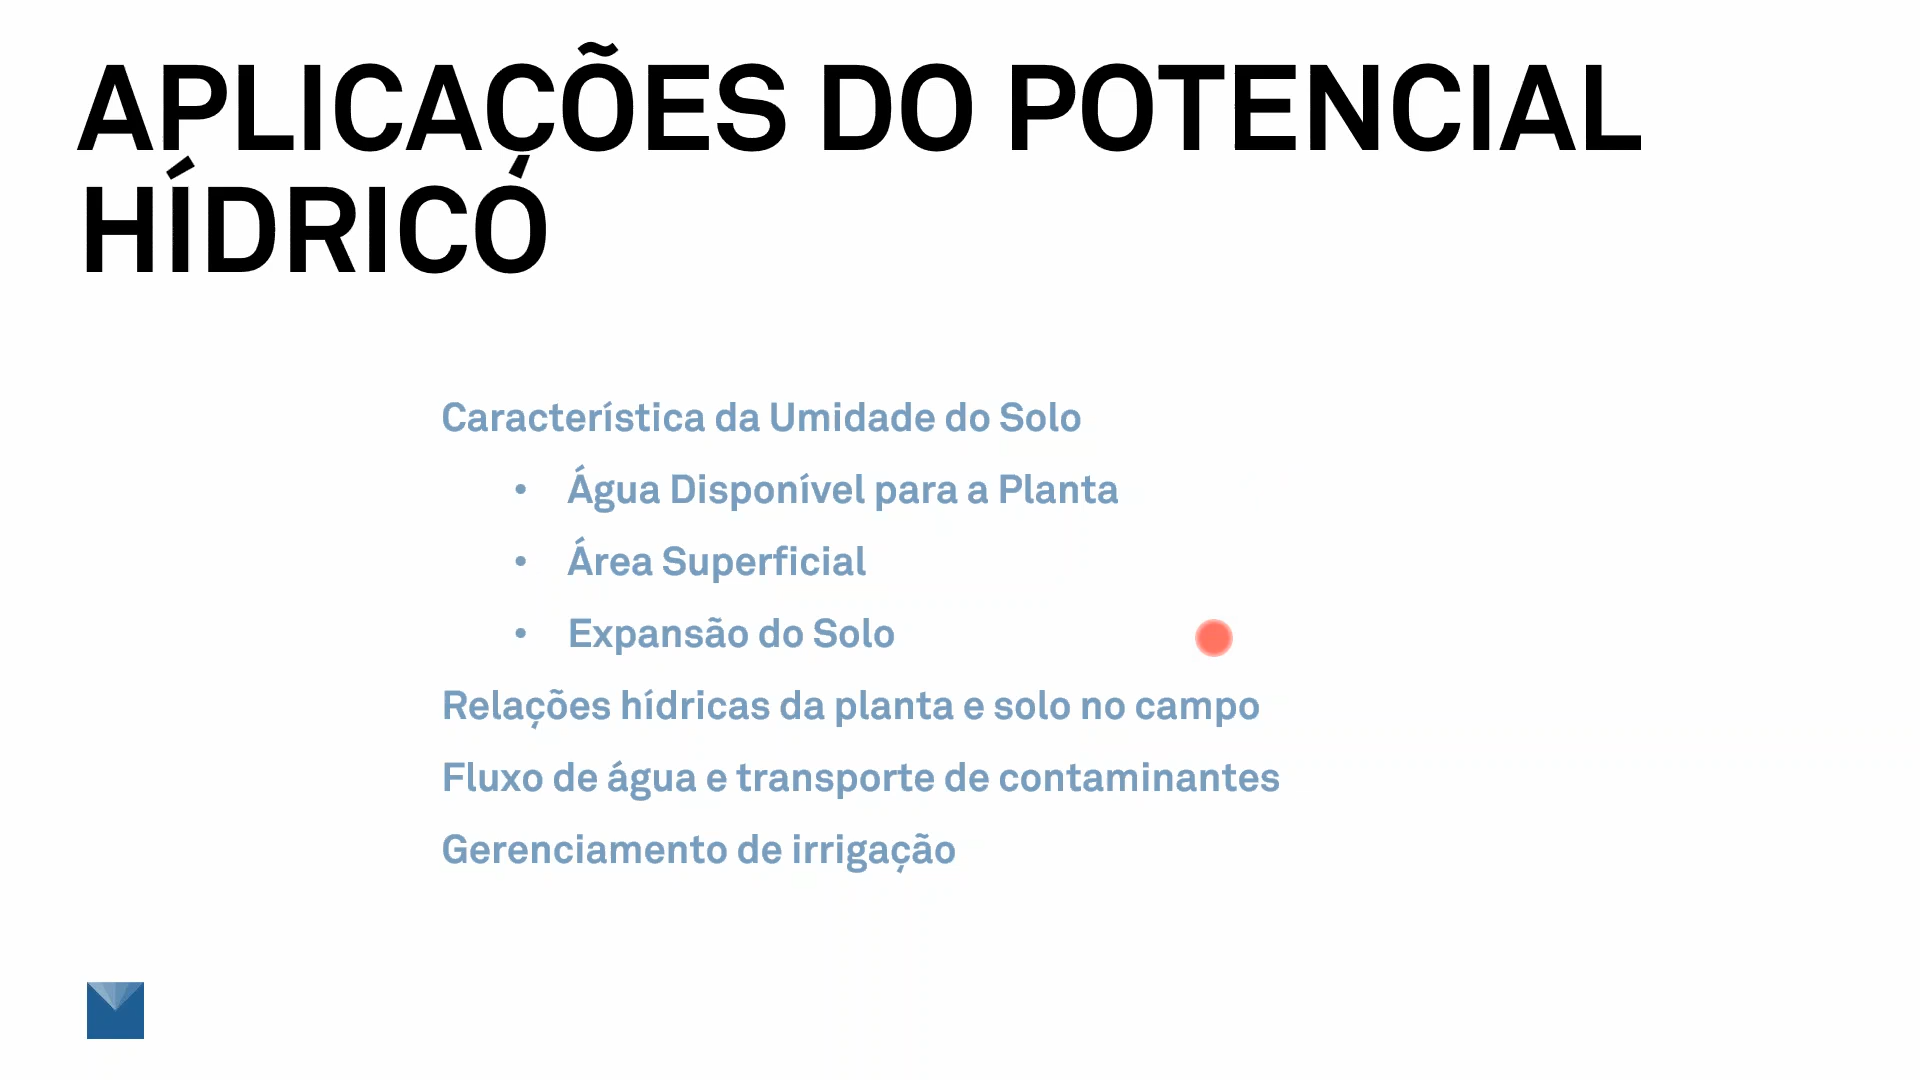 APLICAÇÕES DO POTENCIAL
HÍDRICO
Característica da Umidade do Solo
• Água Disponível para a Planta
• Área Superficial
• Expansão do Solo
Relações hídricas da planta e solo no campo
Fluxo de água e transporte de contaminantes
Gerenciamento de irrigação